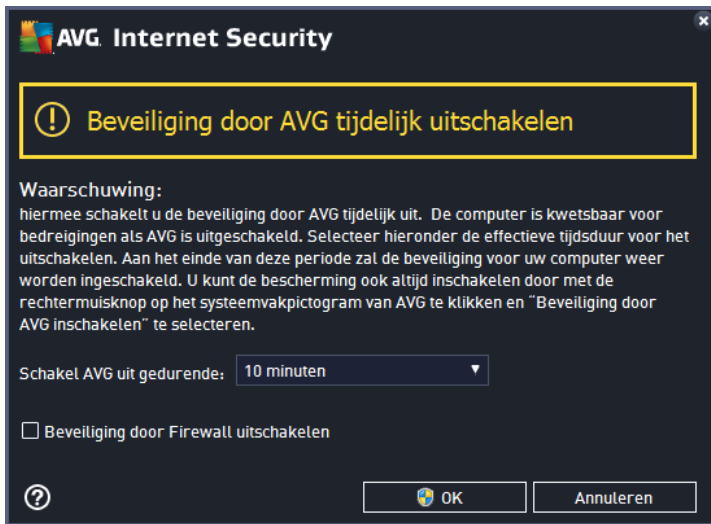 AVG. Internet Security
Beveiliging door AVG tijdelijk uitschakelen
Waarschuwing:
hiermee schakelt u de beveiliging door AVG tijdelijk uit. De computer is kwetsbaar voor
bedreigingen als AVG is uitgeschakeld. Selecteer hieronder de effectieve tijdsduur voor het
uitschakelen. Aan het einde van deze periode zal de beveiliging voor uw computer weer
worden ingeschakeld. U kunt de bescherming ook altijd inschakelen door met de
rechtermuisknop op het systeemvakpictogram van AVG te klikken en "Beveiliging door
AVG inschakelen" te selecteren.
Schakel AVG uit gedurende: 10 minuten
Beveiliging door Firewall uitschakelen
OK Annuleren